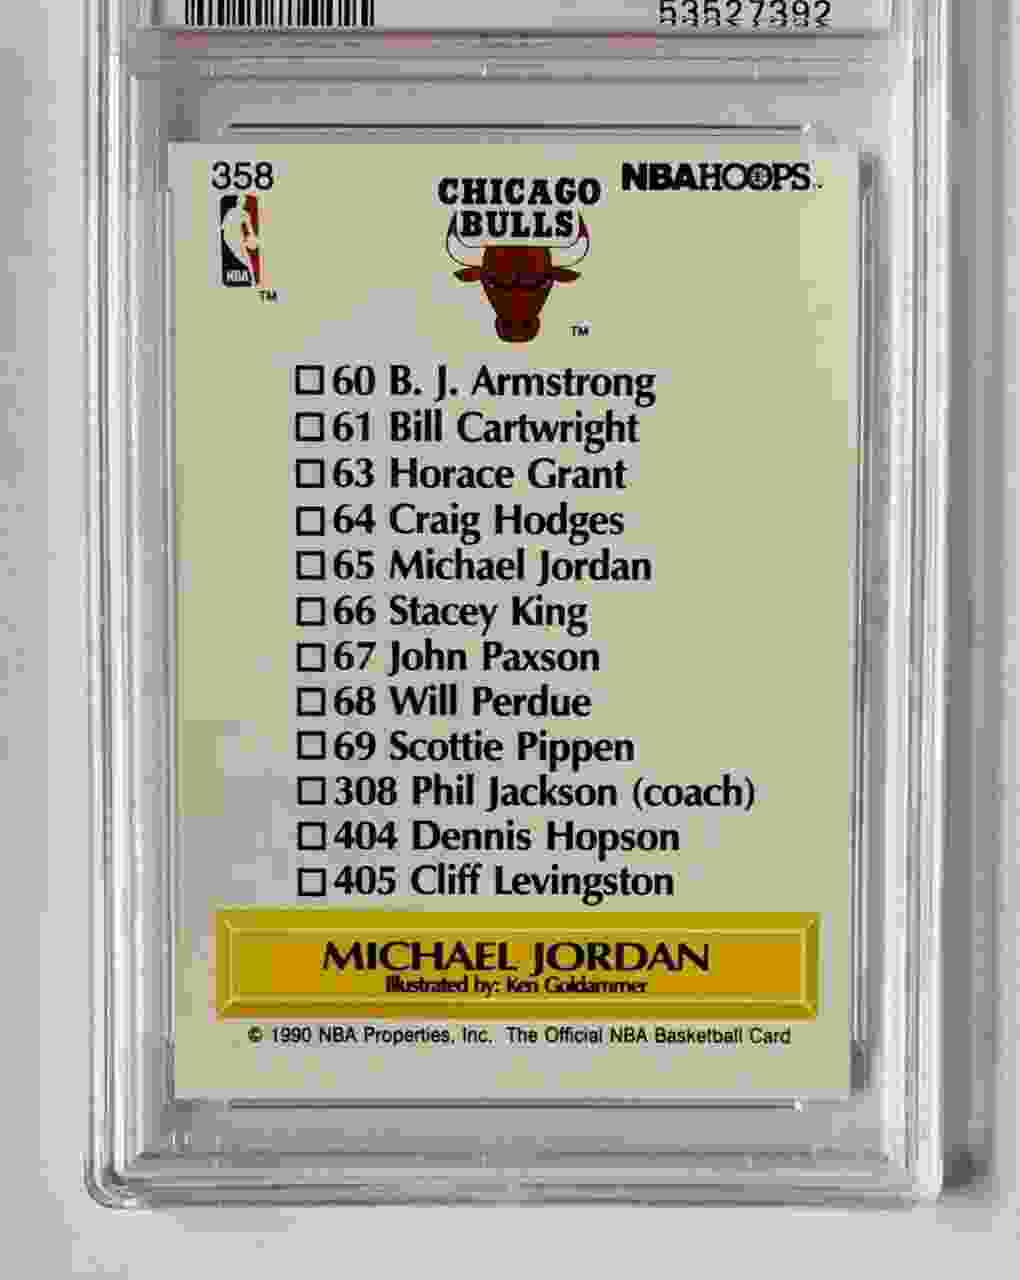 53527392
358
NBAHOOPS™
CHICAGO
BULLS
NBA
TM
TM
60 B. J. Armstrong
61 Bill Cartwright
63 Horace Grant
64 Craig Hodges
65 Michael Jordan
66 Stacey King
67 John Paxson
68 Will Perdue
69 Scottie Pippen
308 Phil Jackson (coach)
404 Dennis Hopson
405 Cliff Levingston
MICHAEL JORDAN
Illustrated by: Ken Goldammer
© 1990 NBA Properties, Inc. The Official NBA Basketball Card